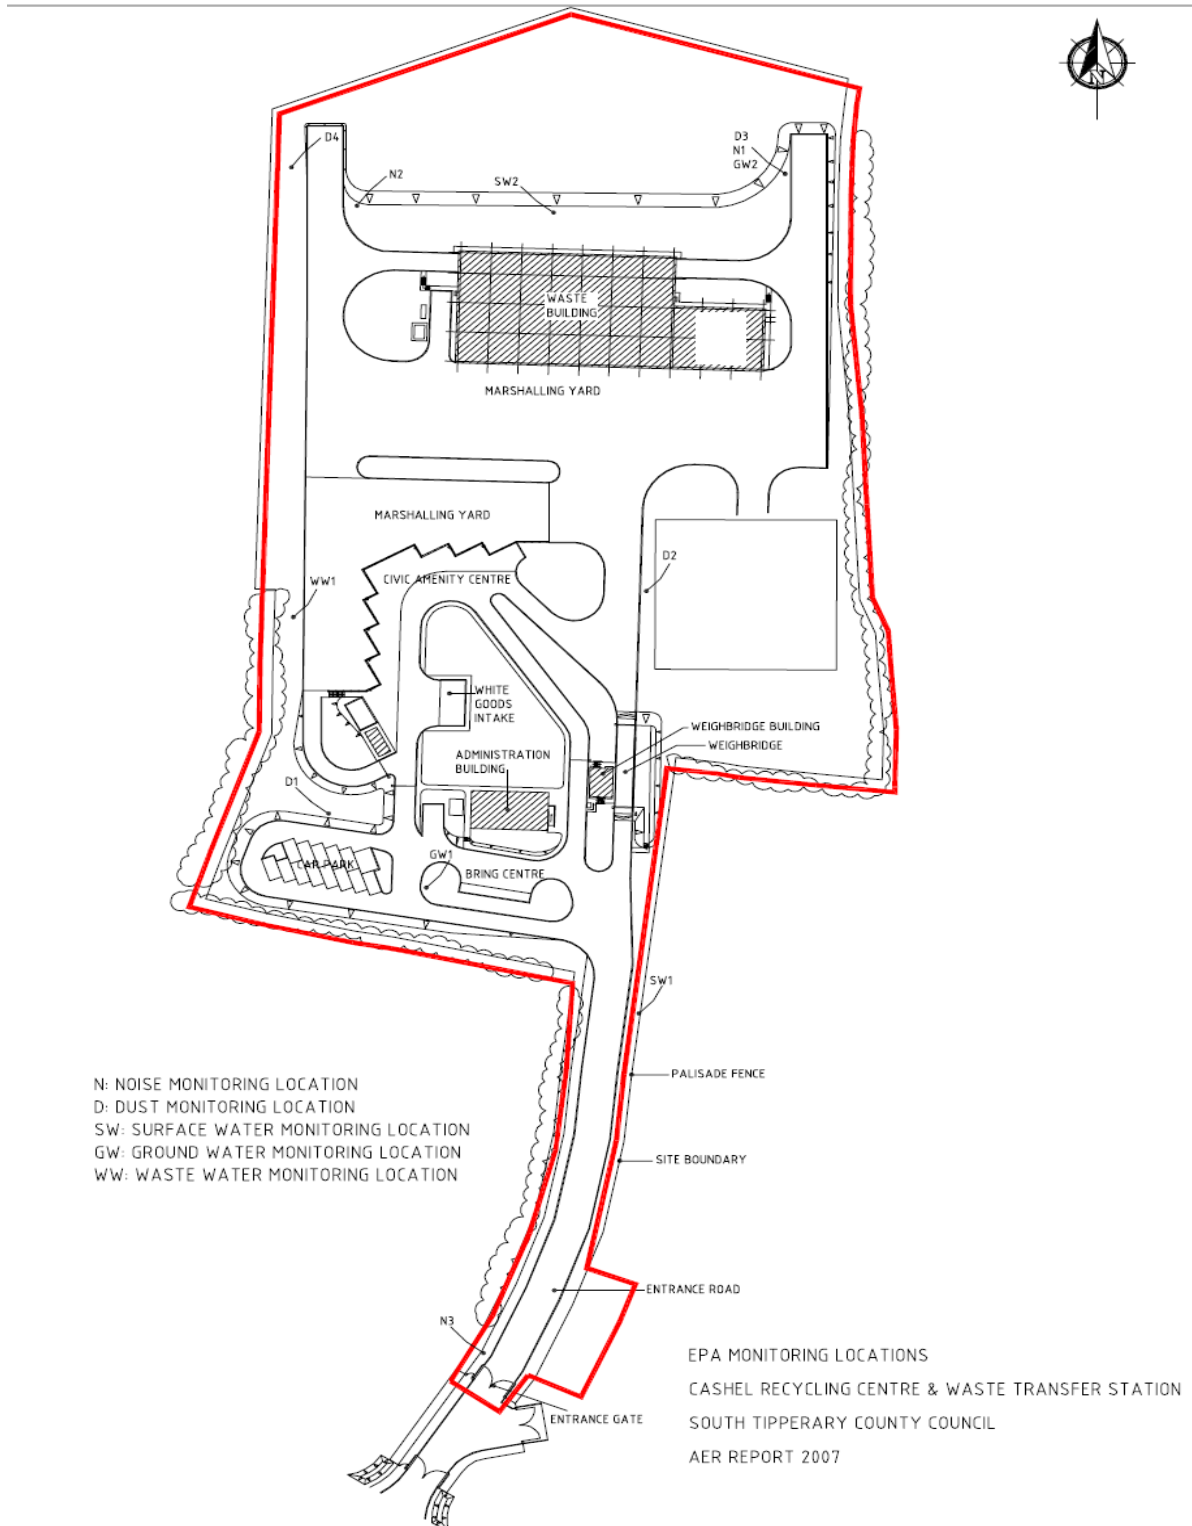 N
D4
D3
N1
GW2
N2
SW2
WASTE
BUILDING
MARSHALLING YARD
MARSHALLING YARD
D2
CIVIC AMENITY CENTRE
WW1
WHITE
GOODS
INTAKE
WEIGHBRIDGE BUILDING
WEIGHBRIDGE
ADMINISTRATION
BUILDING
D1
CAR PARK
GW1
BRING CENTRE
SW1
PALISADE FENCE
N: NOISE MONITORING LOCATION
D: DUST MONITORING LOCATION
SW: SURFACE WATER MONITORING LOCATION
GW: GROUND WATER MONITORING LOCATION
WW: WASTE WATER MONITORING LOCATION
SITE BOUNDARY
ENTRANCE ROAD
N3
ENTRANCE GATE
EPA MONITORING LOCATIONS
CASHEL RECYCLING CENTRE & WASTE TRANSFER STATION
SOUTH TIPPERARY COUNTY COUNCIL
AER REPORT 2007